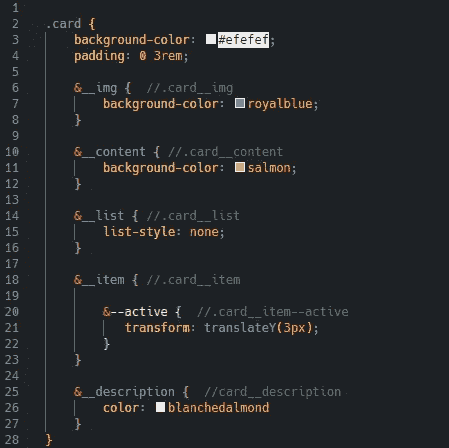 1
2 .card {
3 background-color: #efefef;
4 padding: 0 3rem;
5
6 &__img { //.card__img
7 background-color: royalblue;
8 }
9
10 &__content { //.card__content
11 background-color: salmon;
12 }
13
14 &__list { //.card__list
15 list-style: none;
16 }
17
18 &__item { //.card__item
19
20 &--active { //.card__item--active
21 transform: translateY(3px);
22 }
23 }
24
25 &__description { //card__description
26 color: blanchedalmond
27 }
28 }